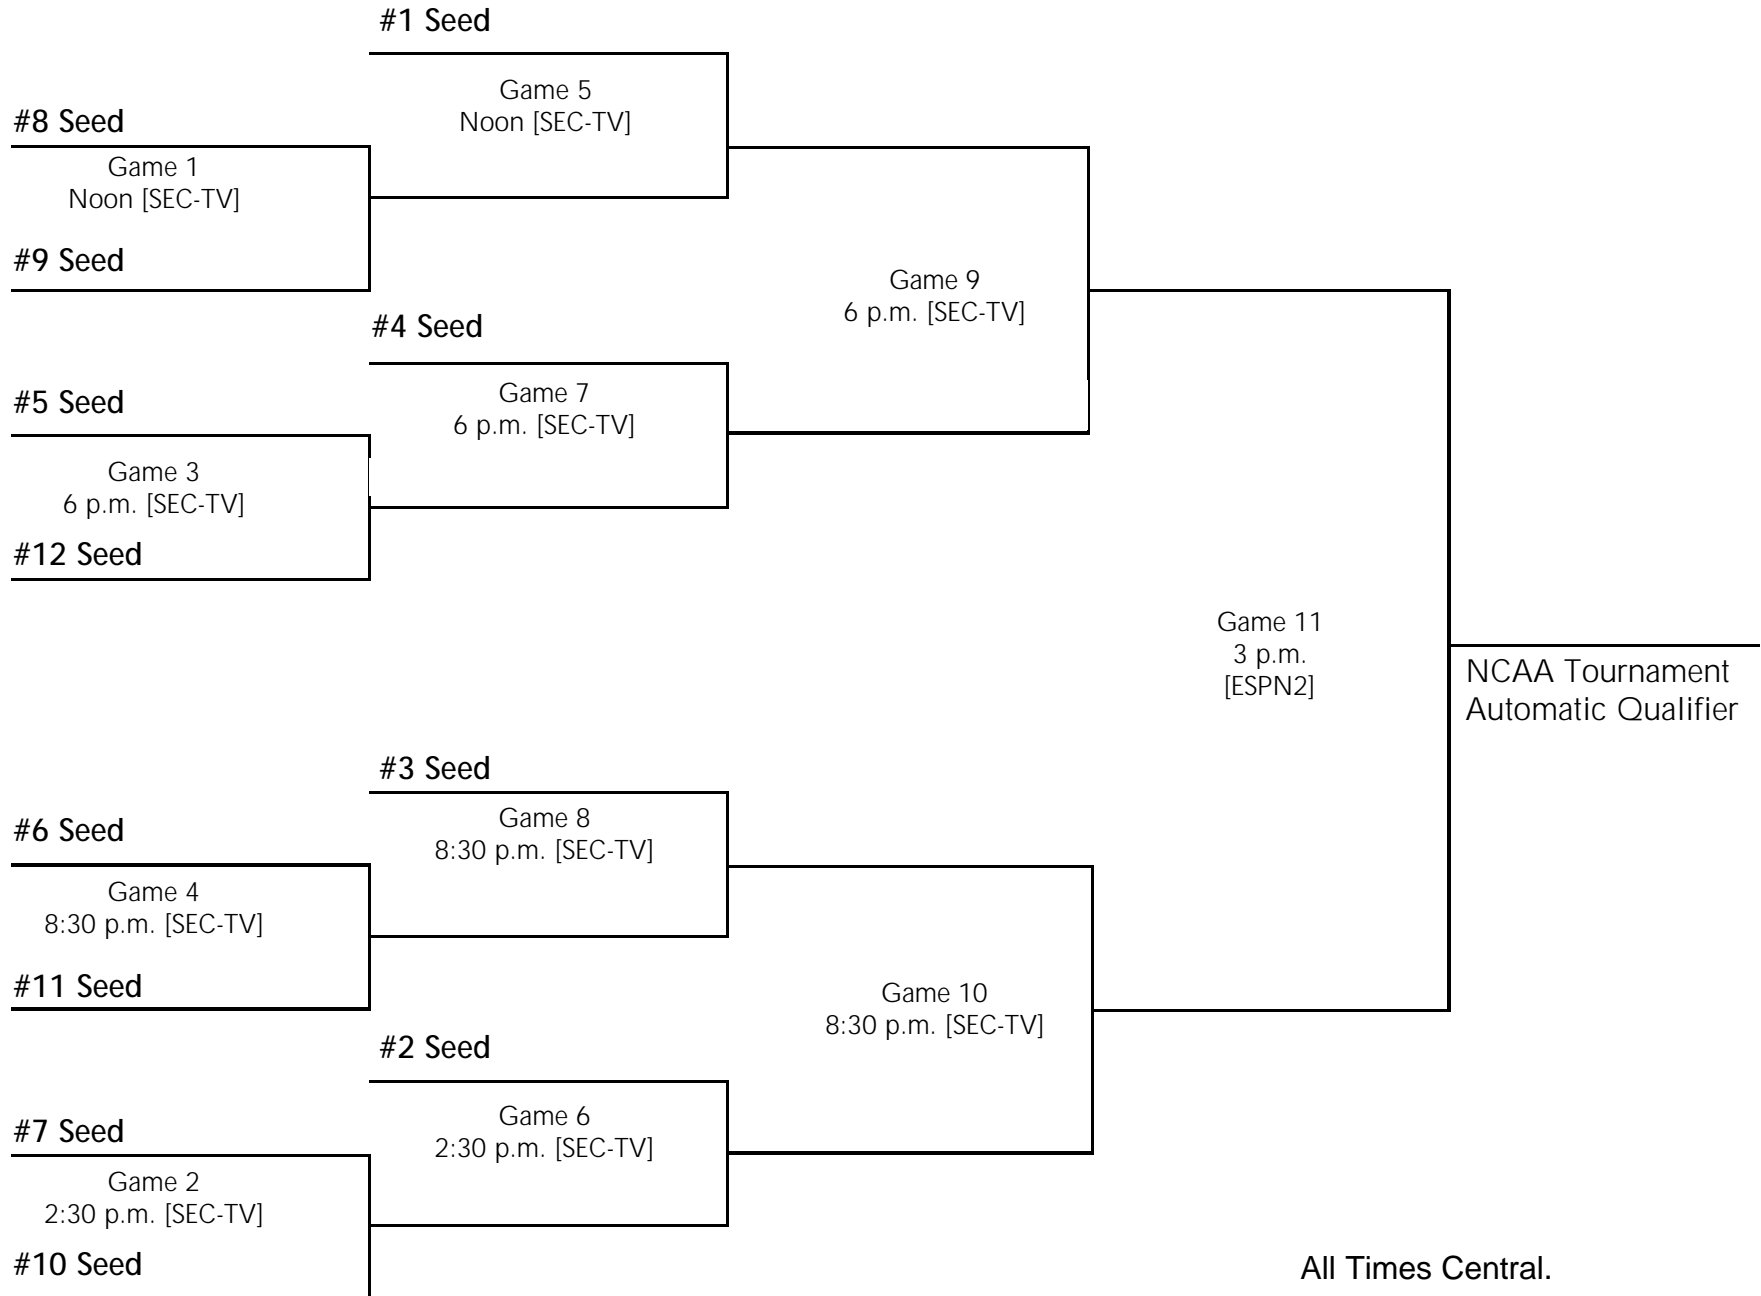 #1 Seed
Game 5
Noon [SEC-TV]
#8 Seed
Game 1
Noon [SEC-TV]
#9 Seed
Game 9
6 p.m. [SEC-TV]
#4 Seed
Game 7
6 p.m. [SEC-TV]
#5 Seed
Game 3
6 p.m. [SEC-TV]
#12 Seed
Game 11
3 p.m.
[ESPN2]
NCAA Tournament
Automatic Qualifier
#3 Seed
Game 8
8:30 p.m. [SEC-TV]
#6 Seed
Game 4
8:30 p.m. [SEC-TV]
#11 Seed
Game 10
8:30 p.m. [SEC-TV]
#2 Seed
Game 6
2:30 p.m. [SEC-TV]
#7 Seed
Game 2
2:30 p.m. [SEC-TV]
#10 Seed
All Times Central.